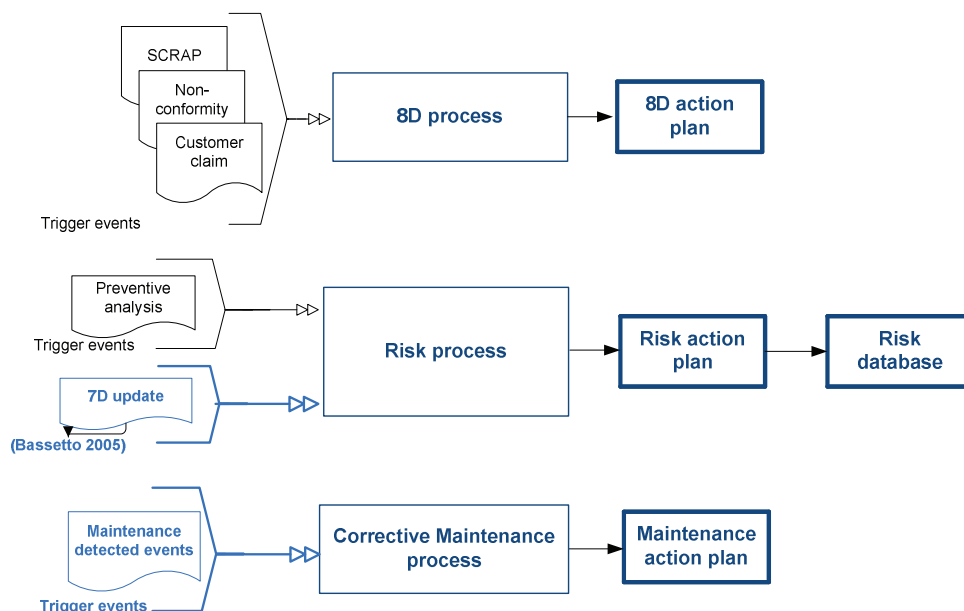 SCRAP
Non-
conformity
Customer
claim
Trigger events
8D process
8D action
plan
Preventive
analysis
Trigger events
7D update
(Bassetto 2005)
Risk process
Risk action
plan
Risk
database
Maintenance
detected events
Trigger events
Corrective Maintenance
process
Maintenance
action plan